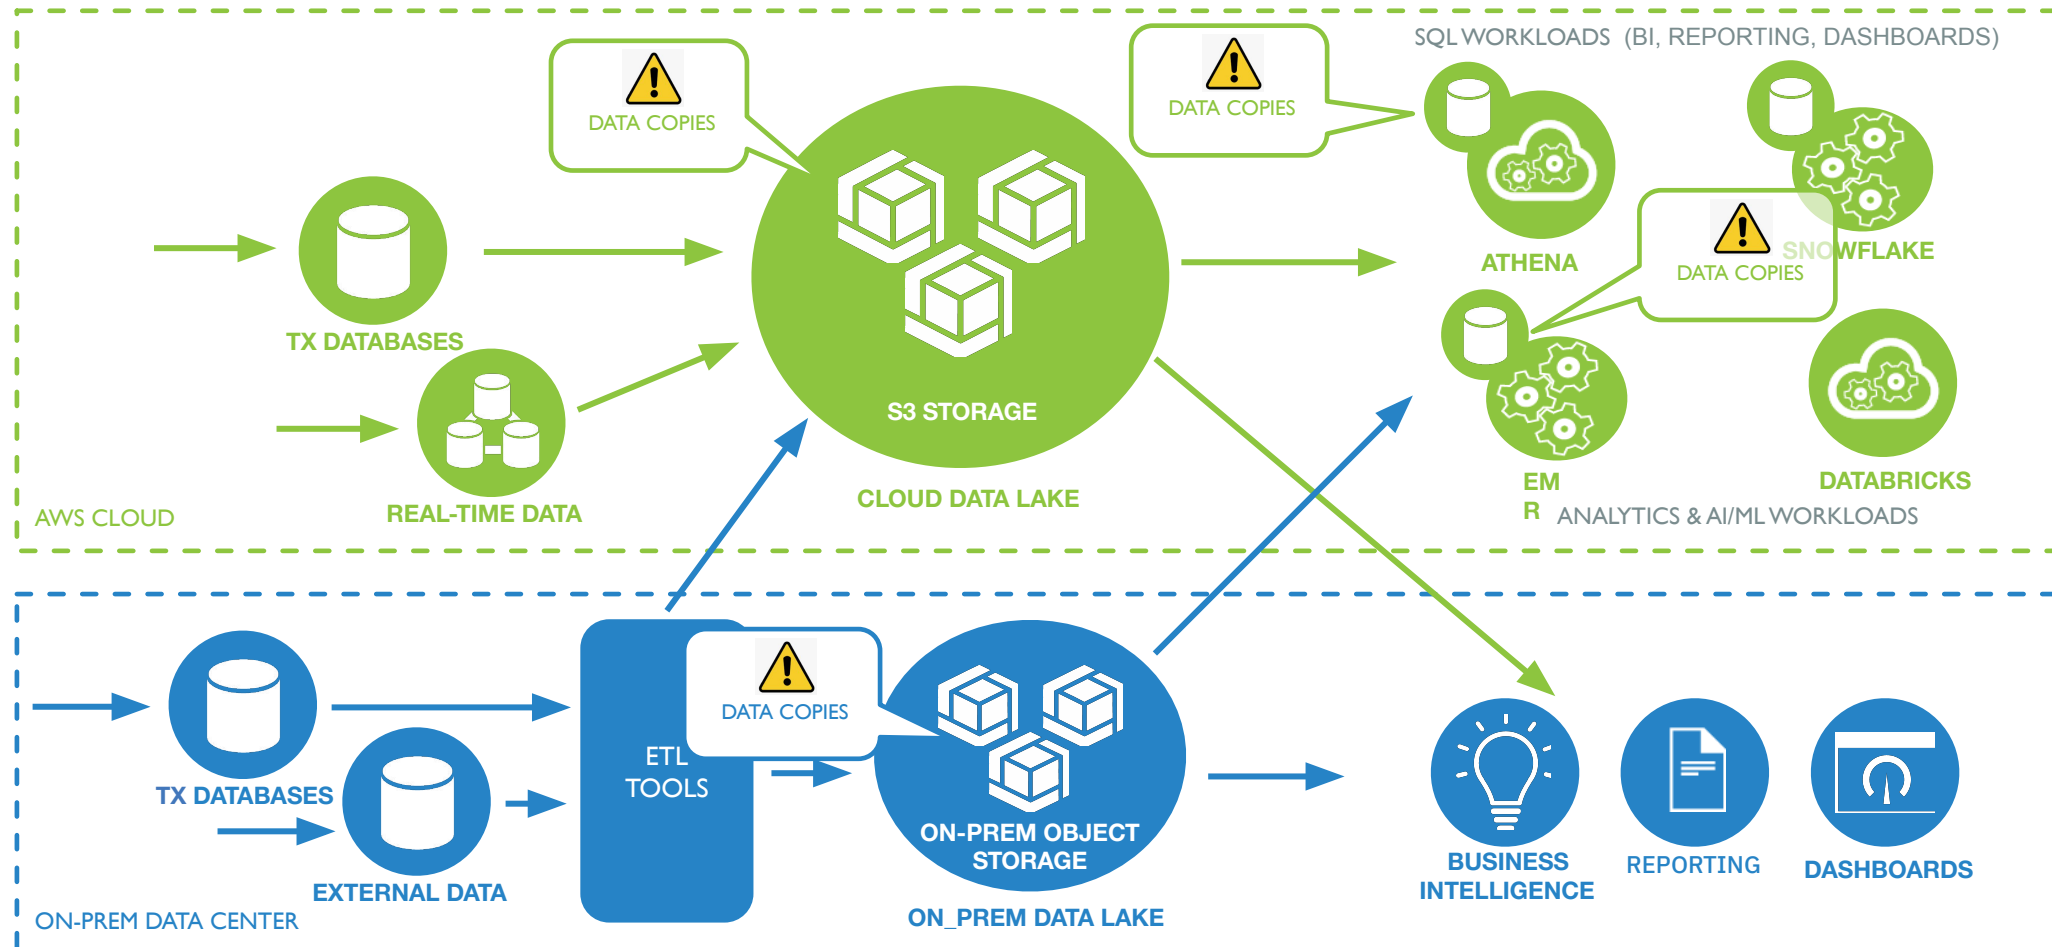 SQL WORKLOADS (BI, REPORTING, DASHBOARDS)
DATA COPIES
DATA COPIES
ATHENA
SNOWFLAKE
DATA COPIES
TX DATABASES
S3 STORAGE
CLOUD DATA LAKE
REAL-TIME DATA
EM
R
DATABRICKS
AWS CLOUD
ANALYTICS & AI/ML WORKLOADS
DATA COPIES
ETL
TOOLS
TX DATABASES
EXTERNAL DATA
ON-PREM OBJECT
STORAGE
ON_PREM DATA LAKE
BUSINESS
INTELLIGENCE
REPORTING
DASHBOARDS
ON-PREM DATA CENTER